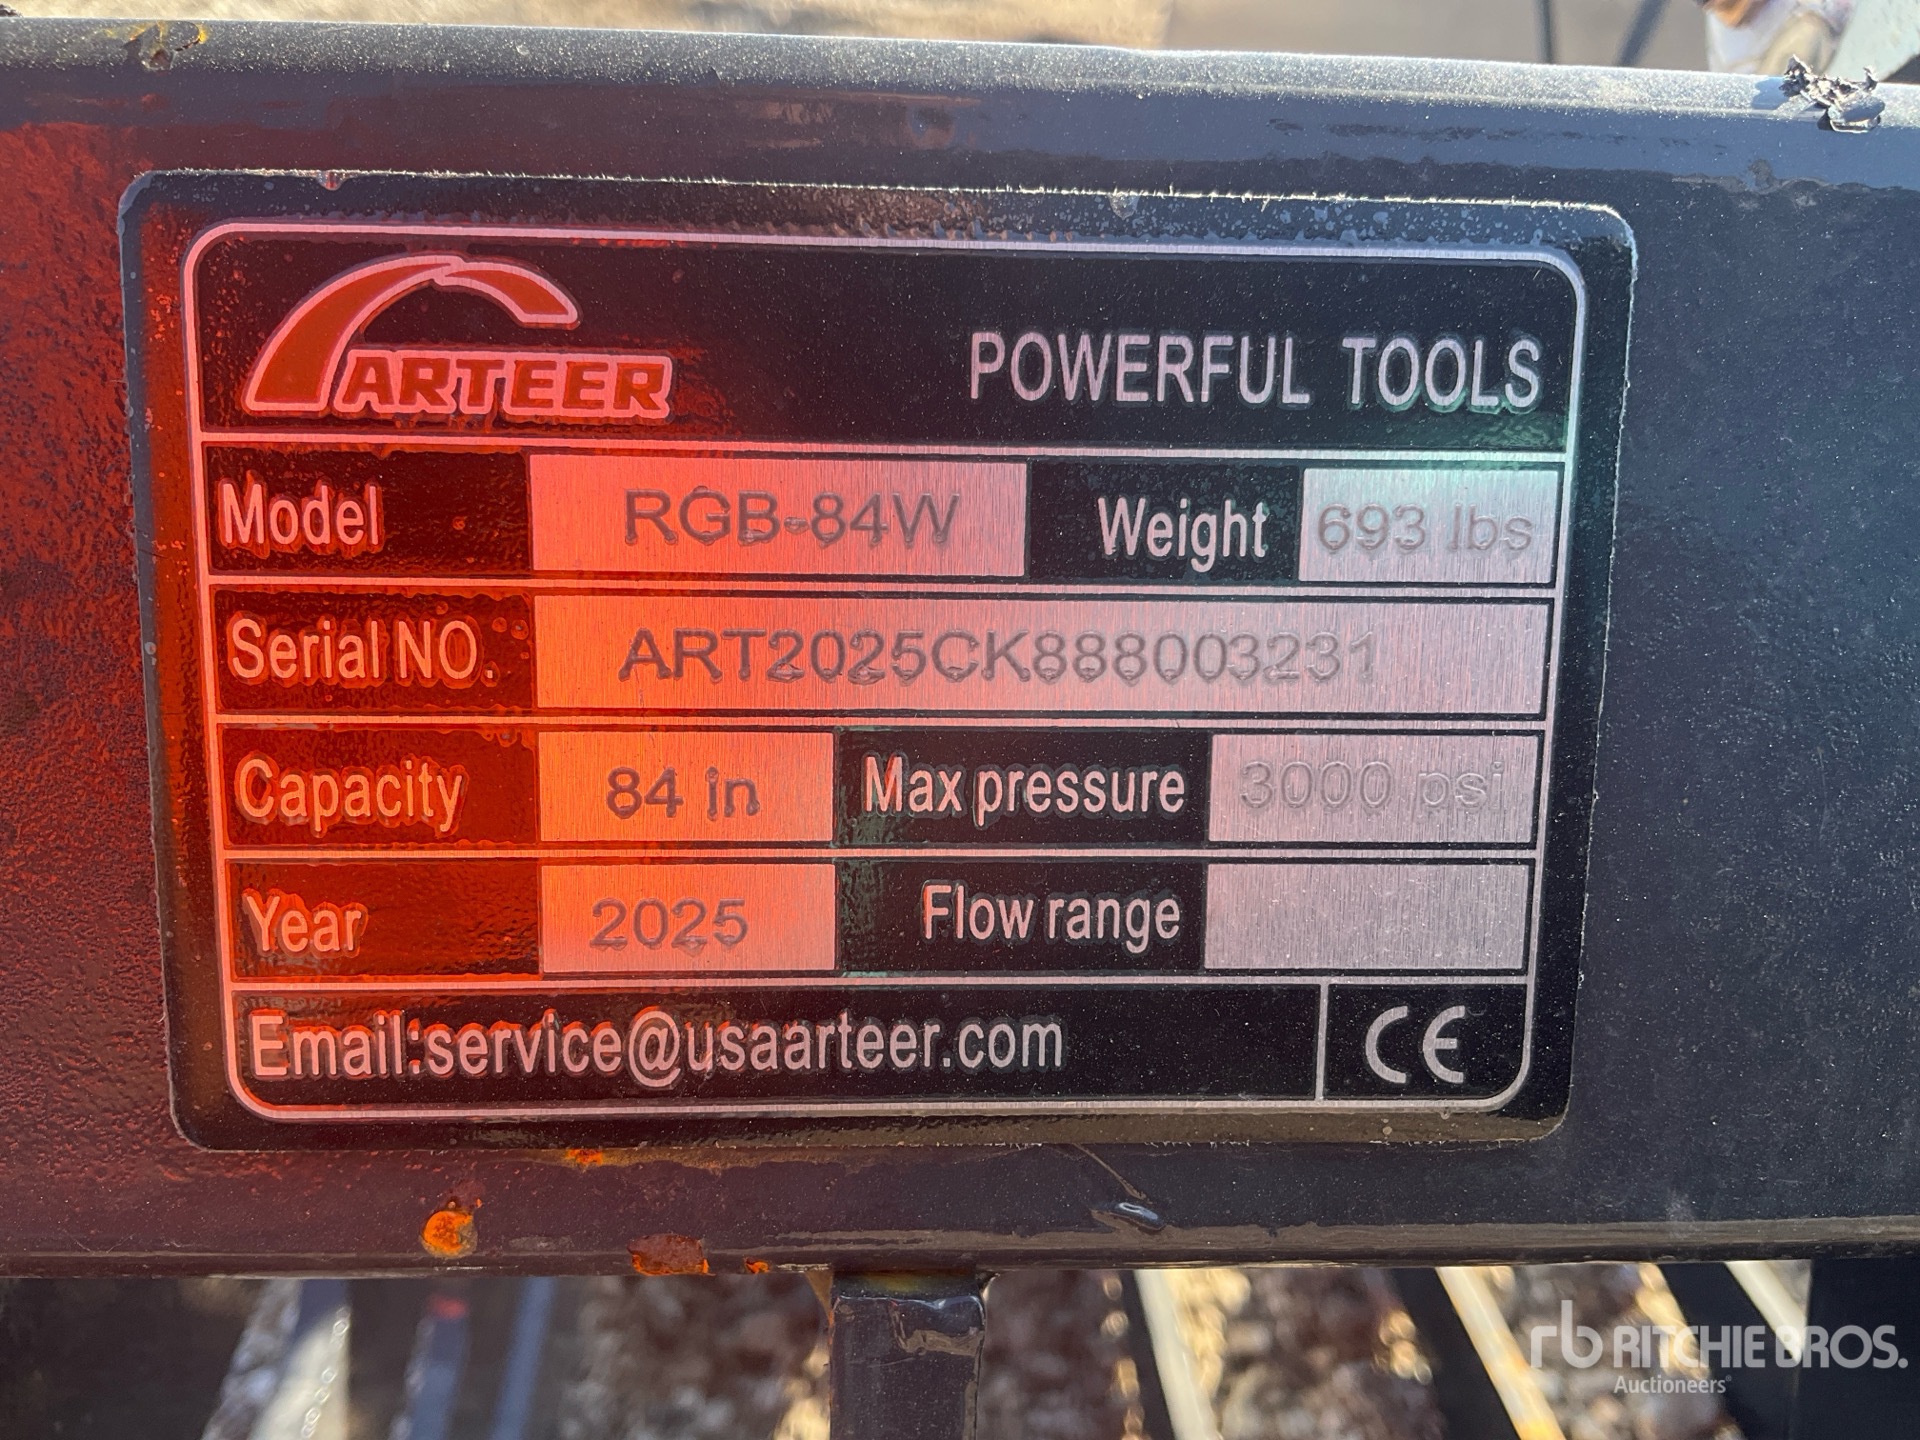 ARTEER
POWERFUL TOOLS
Model RGB-84W Weight 693 lbs
Serial NO. ART2025CK888003231
Capacity 84 in Max pressure 3000 psi
Year 2025 Flow range
Email:service@usaarteer.com CE
rb RITCHIE BROS.
Auctioneers